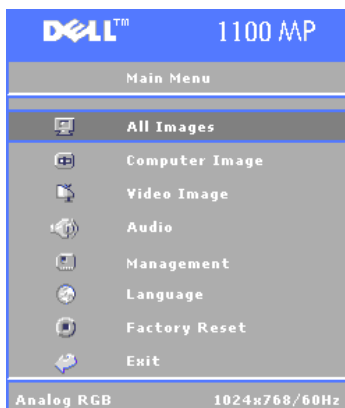 DELL™ 1100 MP
Main Menu
All Images
Computer Image
Video Image
Audio
Management
Language
Factory Reset
Exit
Analog RGB 1024x768/60Hz